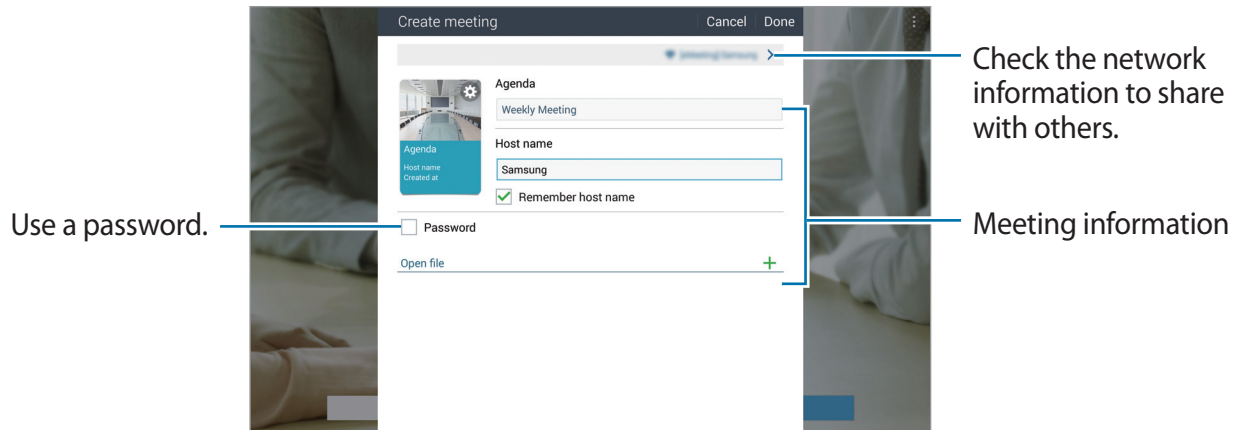 Create meeting Cancel Done
Agenda
Weekly Meeting
Host name
Samsung
Remember host name
Agenda
Host name
Created at
Password
Open file
Use a password.
Check the network
information to share
with others.
Meeting information